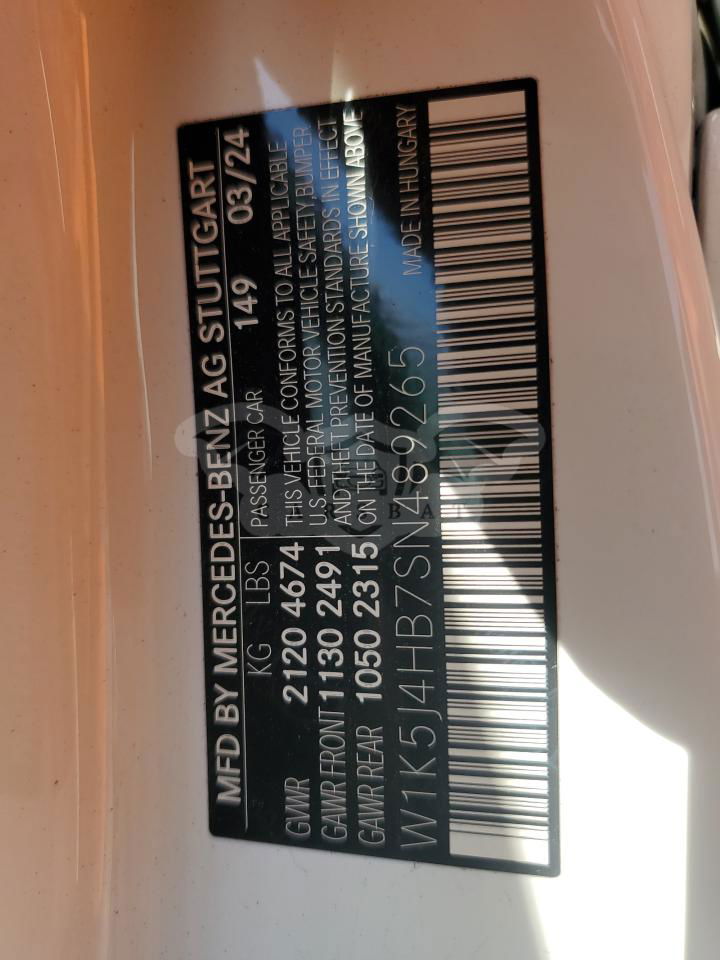 MFD BY MERCEDES-BENZ AG STUTTGART
KG LBS PASSENGER CAR 149 03/24
GVWR 2120 4674 THIS VEHICLE CONFORMS TO ALL APPLICABLE
GAWR FRONT 1130 2491 U.S. FEDERAL MOTOR VEHICLE SAFETY, BUMPER
GAWR REAR 1050 2315 AND THEFT PREVENTION STANDARDS IN EFFECT
ON THE DATE OF MANUFACTURE SHOWN ABOVE
W1K5J4HB7SN489265 MADE IN HUNGARY